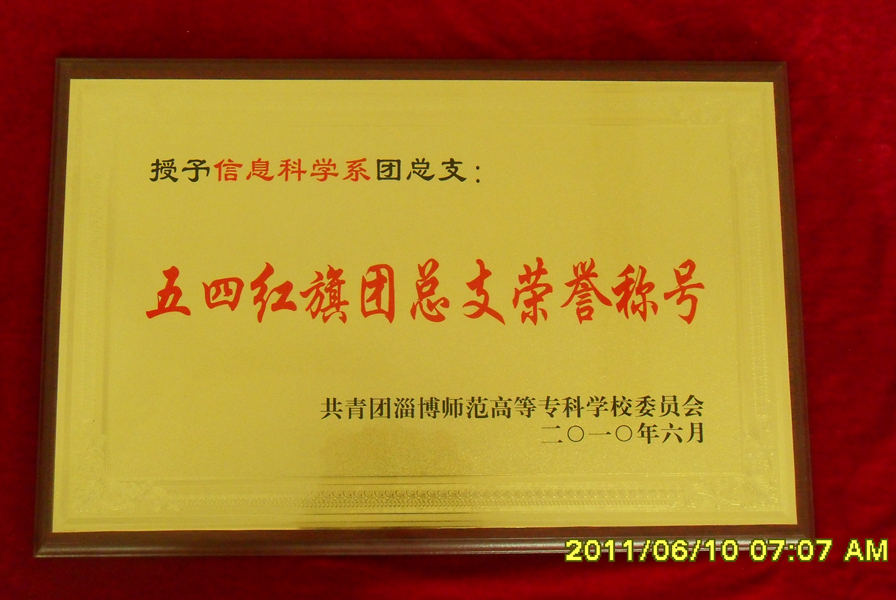 授予信息科学系团总支：
五四红旗团总支荣誉称号
共青团淄博师范高等专科学校委员会
二〇一〇年六月
2011/06/10 07:07 AM